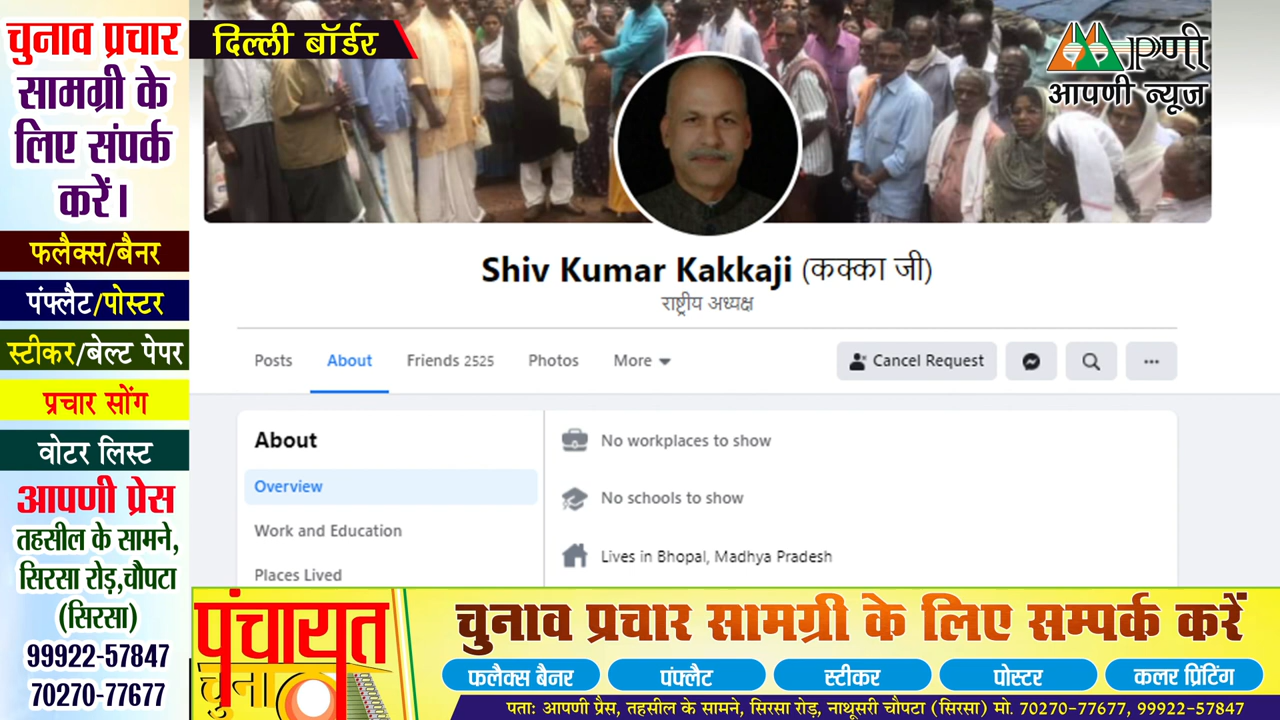 चुनाव प्रचार
सामग्री के
लिए संपर्क
करें।
फलैक्स/बैनर
पंफ्लैट/पोस्टर
स्टीकर/बेल्ट पेपर
प्रचार सोंग
वोटर लिस्ट
आपणी प्रेस
तहसील के सामने,
सिरसा रोड़,चौपटा
(सिरसा)
99922-57847
70270-77677
दिल्ली बॉर्डर
पणी
आपणी न्यूज
Shiv Kumar Kakkaji (कक्का जी)
राष्ट्रीय अध्यक्ष
Posts About Friends 2525 Photos More Cancel Request
About
Overview
Work and Education
Places Lived
No workplaces to show
No schools to show
Lives in Bhopal, Madhya Pradesh
पंचायत
चुना
चुनाव प्रचार सामग्री के लिए सम्पर्क करें
फलैक्स बैनर पंफ्लैट स्टीकर पोस्टर कलर प्रिंटिंग
पताः आपणी प्रैस, तहसील के सामने, सिरसा रोड़, नाथूसरी चौपटा (सिरसा) मो. 70270-77677, 99922-57847